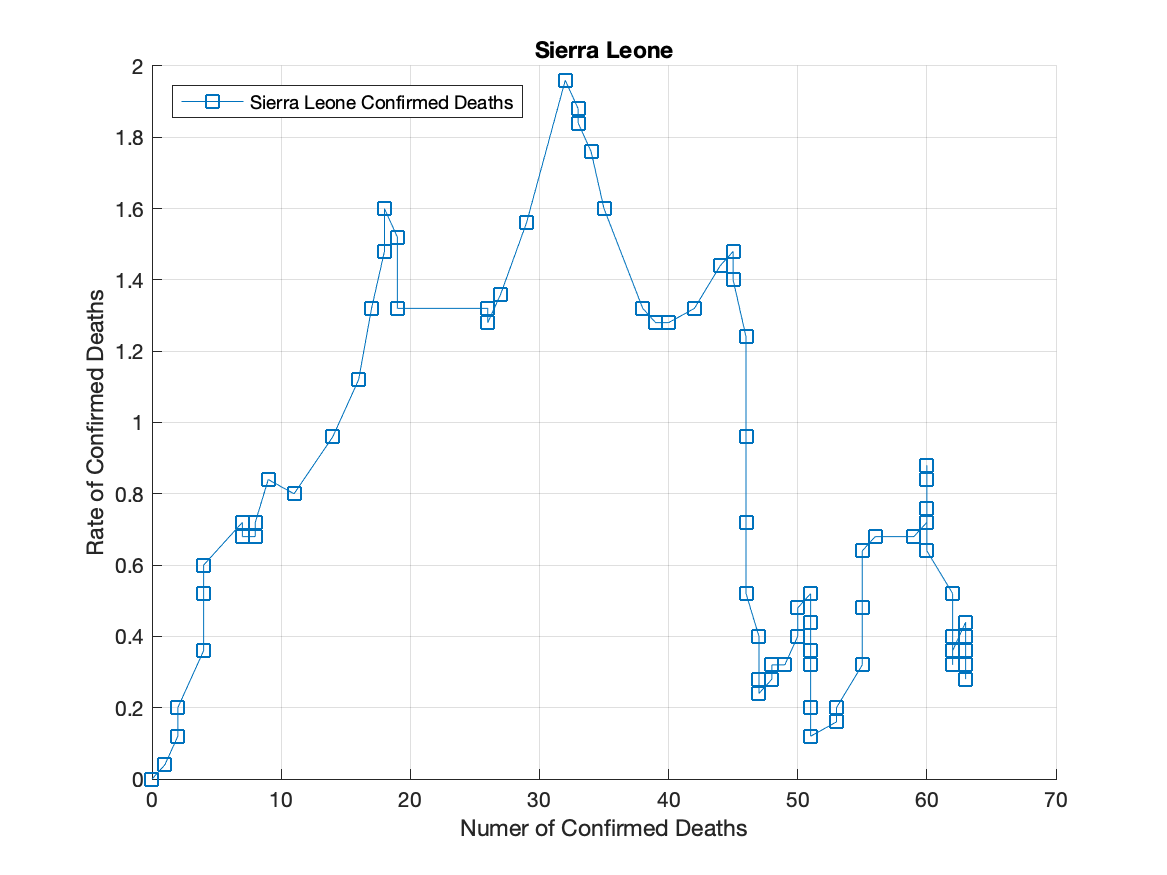 Sierra Leone
Sierra Leone Confirmed Deaths
2
1.8
1.6
1.4
1.2
1
0.8
0.6
0.4
0.2
0
Rate of Confirmed Deaths
0 10 20 30 40 50 60 70
Numer of Confirmed Deaths